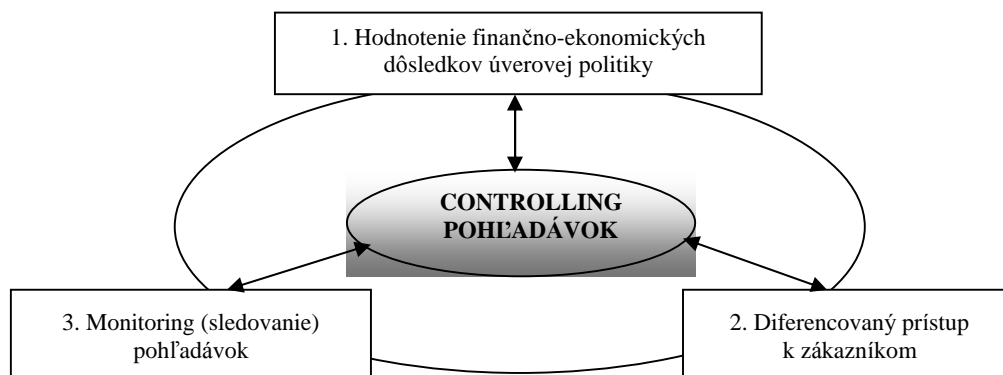 1. Hodnotenie finančno-ekonomických
dôsledkov úverovej politiky
CONTROLLING
POHĽADÁVOK
3. Monitoring (sledovanie)
pohľadávok
2. Diferencovaný prístup
k zákazníkom